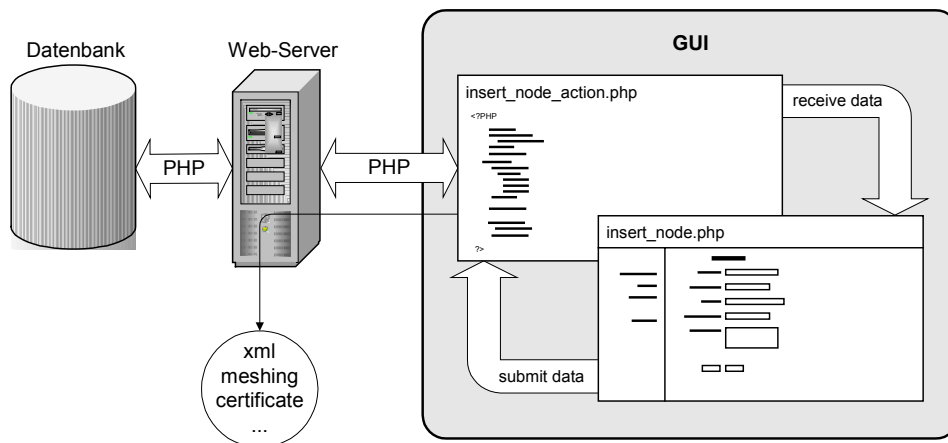 Datenbank
Web-Server
GUI
PHP
PHP
insert_node_action.php
<?PHP
?>
receive data
insert_node.php
submit data
xml
meshing
certificate
...